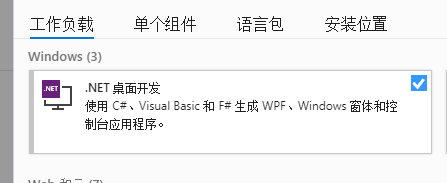 工作负载 单个组件 语言包 安装位置
Windows (3)
.NET
.NET 桌面开发
使用 C#、Visual Basic 和 F# 生成 WPF、Windows 窗体和控
制台应用程序。